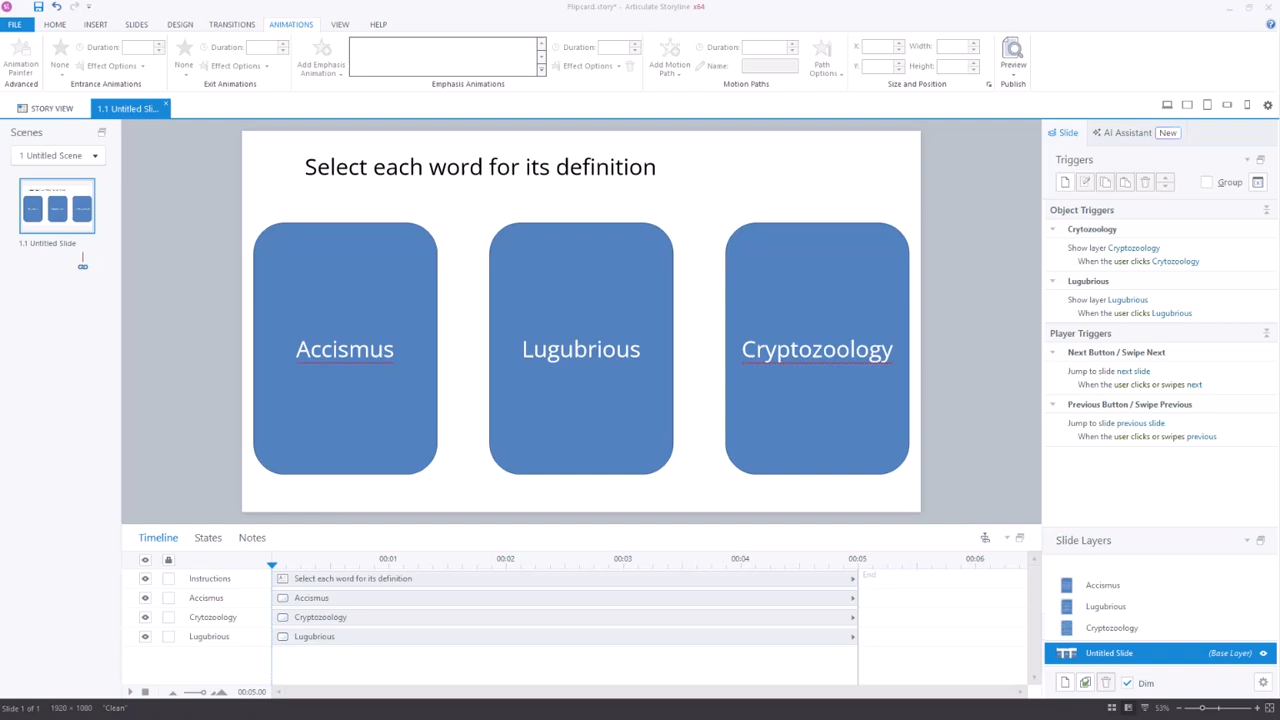 Flipcard.story* - Articulate Storyline x64
FILE HOME INSERT SLIDES DESIGN TRANSITIONS ANIMATIONS VIEW HELP
Animation Painter
Advanced
None
Duration:
Effect Options
Entrance Animations
None
Duration:
Effect Options
Exit Animations
Add Emphasis Animation
Duration:
Effect Options
Emphasis Animations
Add Motion Path
Duration:
Name:
Path Options
Motion Paths
X: Width:
Y: Height:
Size and Position
Preview
Publish
STORY VIEW
1.1 Untitled Sli...
Scenes
1 Untitled Scene
1.1 Untitled Slide
Select each word for its definition
Accismus
Lugubrious
Cryptozoology
Slide
AI Assistant New
Triggers
Group
Object Triggers
Crytozoology
Show layer Cryptozoology
When the user clicks Crytozoology
Lugubrious
Show layer Lugubrious
When the user clicks Lugubrious
Player Triggers
Next Button / Swipe Next
Jump to slide next slide
When the user clicks or swipes next
Previous Button / Swipe Previous
Jump to slide previous slide
When the user clicks or swipes previous
Timeline States Notes
00:01 00:02 00:03 00:04 00:05 00:06
Instructions Select each word for its definition End
Accismus Accismus
Crytozoology Cryptozoology
Lugubrious Lugubrious
00:05.00
Slide Layers
Accismus
Lugubrious
Cryptozoology
Untitled Slide (Base Layer)
Dim
Slide 1 of 1 1920 × 1080 "Clean" 53%